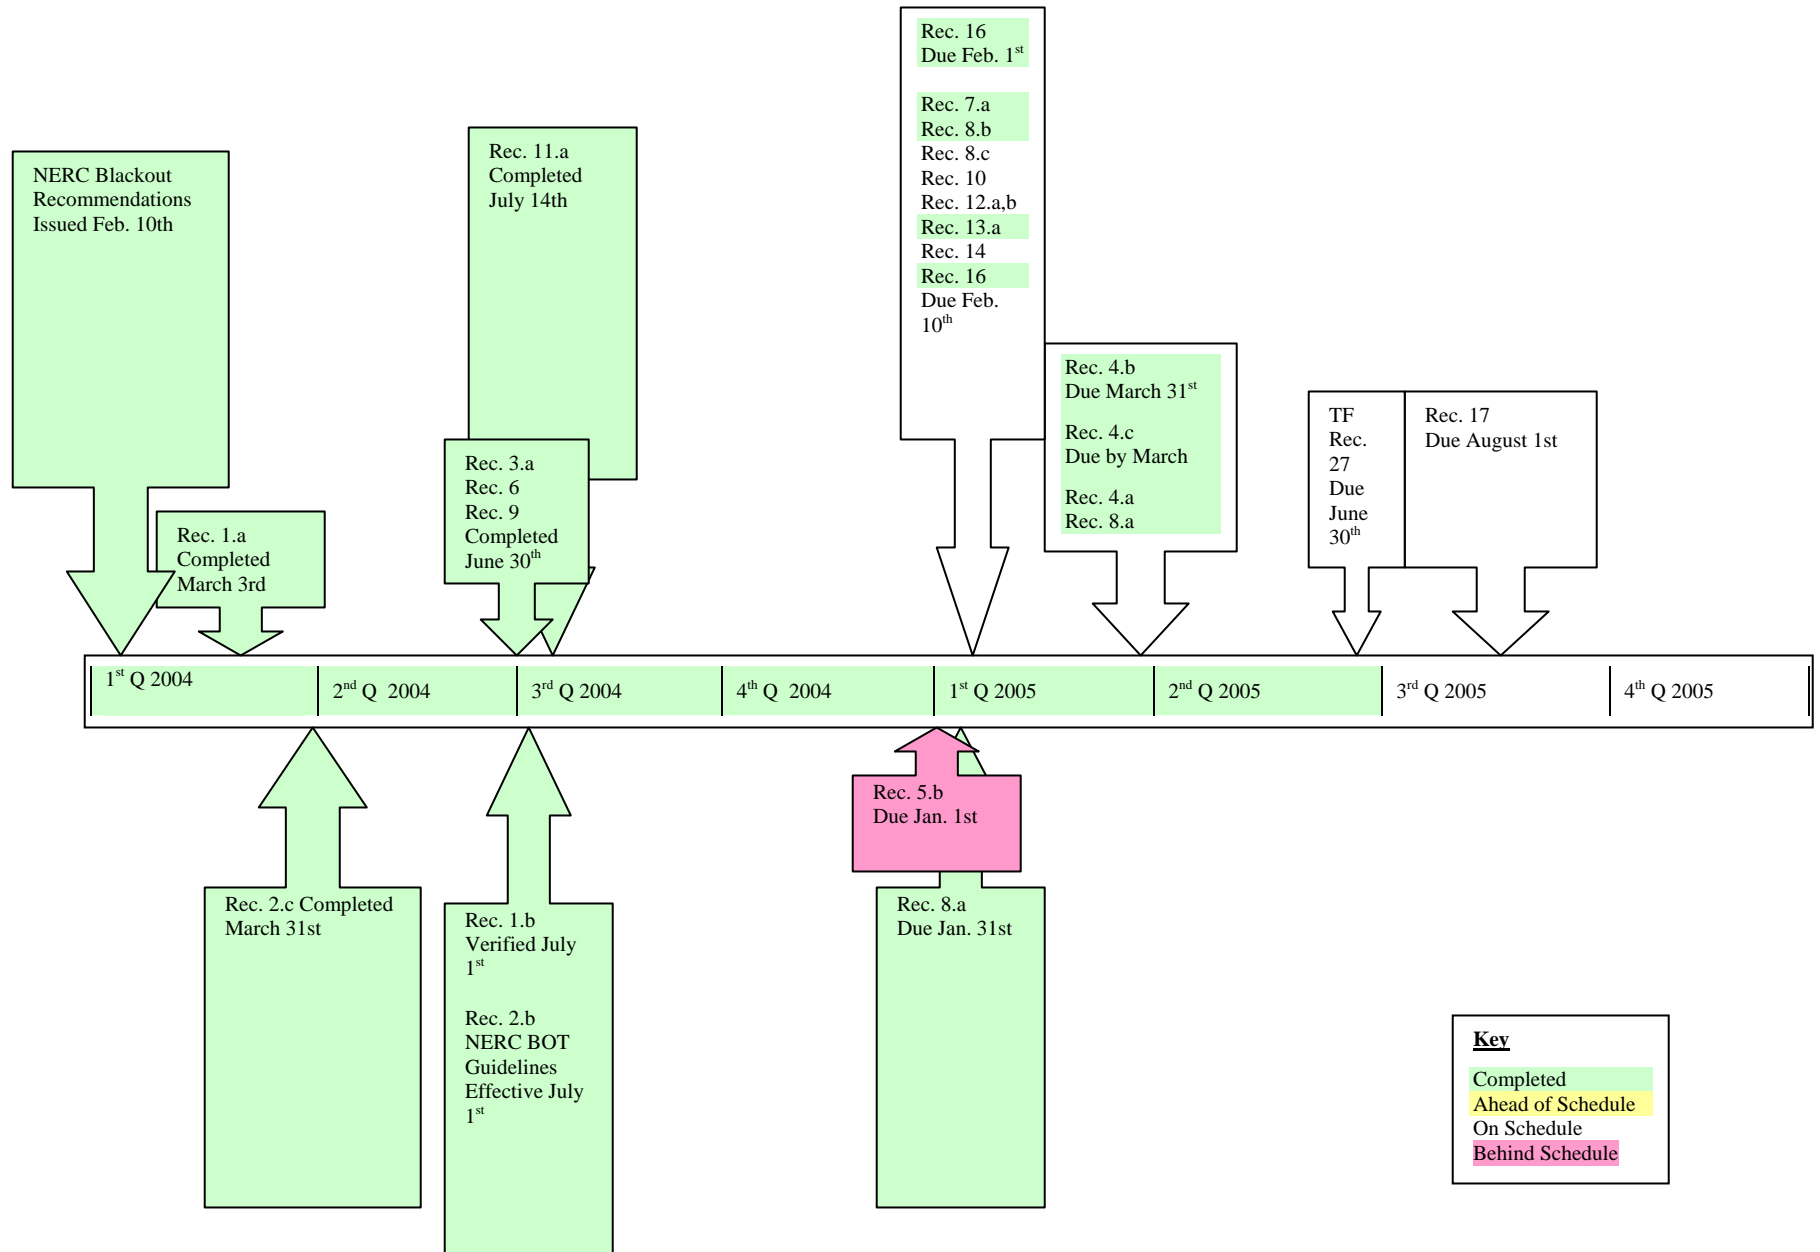 Rec. 16
Due Feb. 1st
Rec. 7.a
Rec. 8.b
Rec. 8.c
Rec. 10
Rec. 12.a,b
Rec. 13.a
Rec. 14
Rec. 16
Due Feb.
10th
NERC Blackout
Recommendations
Issued Feb. 10th
Rec. 11.a
Completed
July 14th
Rec. 4.b
Due March 31st
Rec. 4.c
Due by March
Rec. 4.a
Rec. 8.a
TF
Rec.
27
Due
June
30th
Rec. 17
Due August 1st
Rec. 3.a
Rec. 6
Rec. 9
Completed
June 30th
Rec. 1.a
Completed
March 3rd
1st Q 2004
2nd Q 2004
3rd Q 2004
4th Q 2004
1st Q 2005
2nd Q 2005
3rd Q 2005
4th Q 2005
Rec. 5.b
Due Jan. 1st
Rec. 2.c Completed
March 31st
Rec. 1.b
Verified July
1st
Rec. 2.b
NERC BOT
Guidelines
Effective July
1st
Rec. 8.a
Due Jan. 31st
Key
Completed
Ahead of Schedule
On Schedule
Behind Schedule